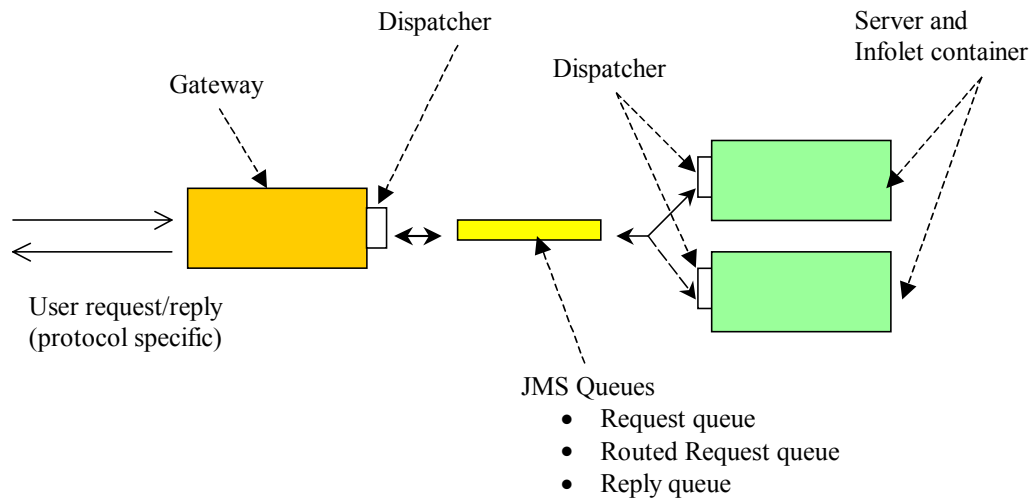 Dispatcher
Server and
Infolet container
Dispatcher
Gateway
User request/reply
(protocol specific)
JMS Queues
• Request queue
• Routed Request queue
• Reply queue